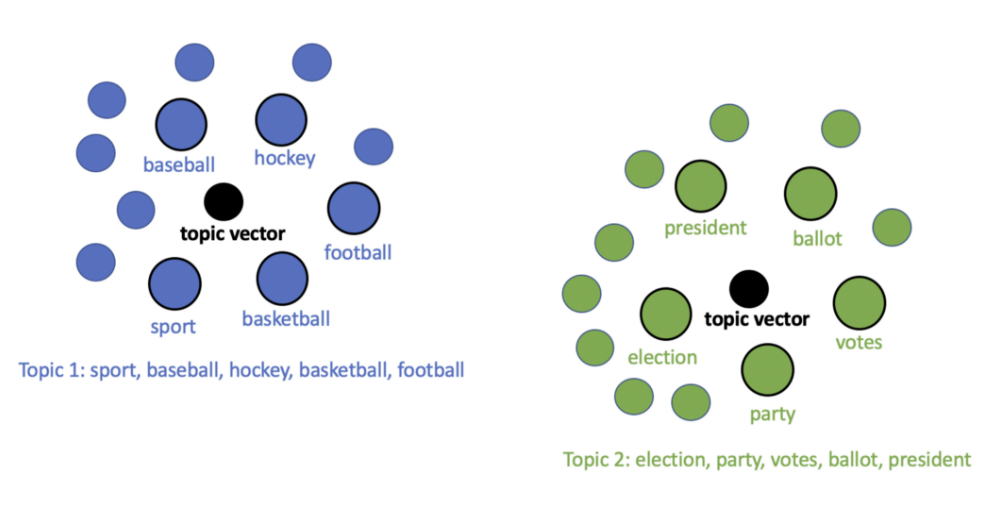 baseball
hockey
topic vector
football
sport
basketball
Topic 1: sport, baseball, hockey, basketball, football
president
ballot
topic vector
votes
election
party
Topic 2: election, party, votes, ballot, president